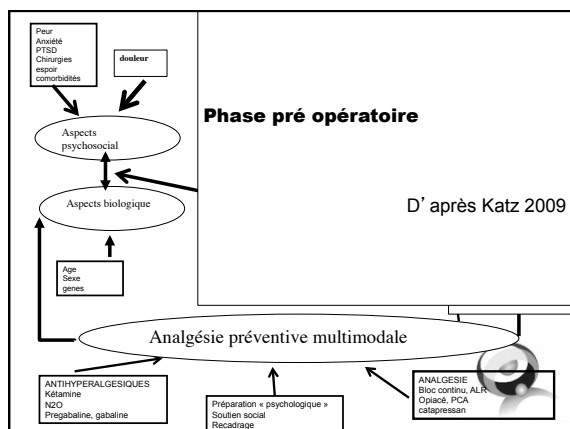 Peur
Anxiété
PTSD
Chirurgies
espoir
comorbidités
douleur
Phase pré opératoire
Aspects
psychosocial
Aspects biologique
D’ après Katz 2009
Age
Sexe
genes
Analgésie préventive multimodale
ANTIHYPERALGESIQUES
Kétamine
N2O
Pregabaline, gabaline
Préparation « psychologique »
Soutien social
Recadrage
ANALGESIE
Bloc continu, ALR
Opiacé, PCA
catapressan